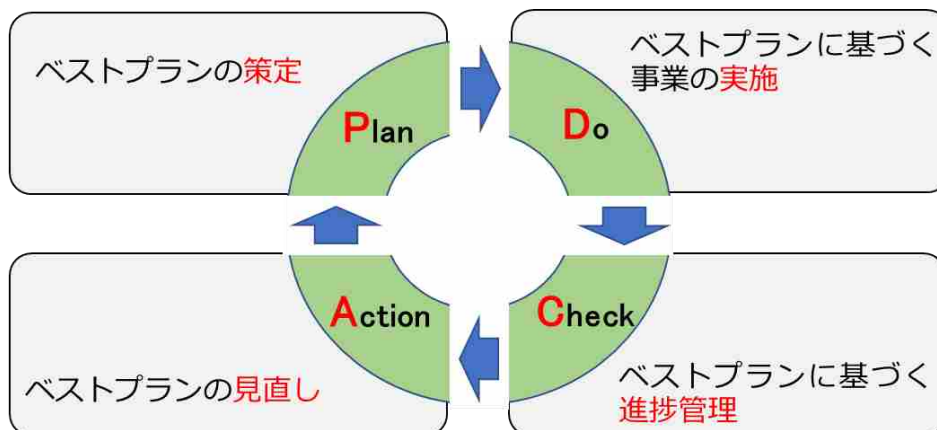 ベストプランの策定
Plan
ベストプランに基づく
事業の実施
Do
ベストプランの見直し
Action
Check
ベストプランに基づく
進捗管理